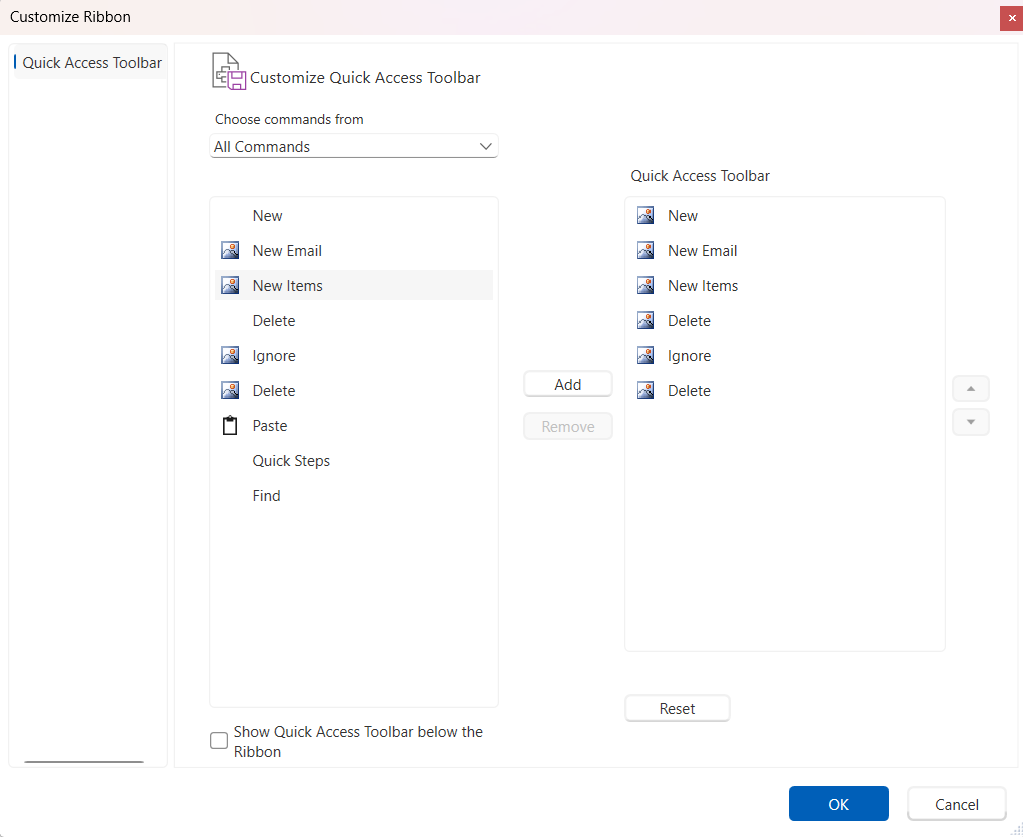 Customize Ribbon
Quick Access Toolbar
Customize Quick Access Toolbar
Choose commands from
All Commands
New
New Email
New Items
Delete
Ignore
Delete
Paste
Quick Steps
Find
Show Quick Access Toolbar below the
Ribbon
Add
Remove
Quick Access Toolbar
New
New Email
New Items
Delete
Ignore
Delete
Reset
OK
Cancel